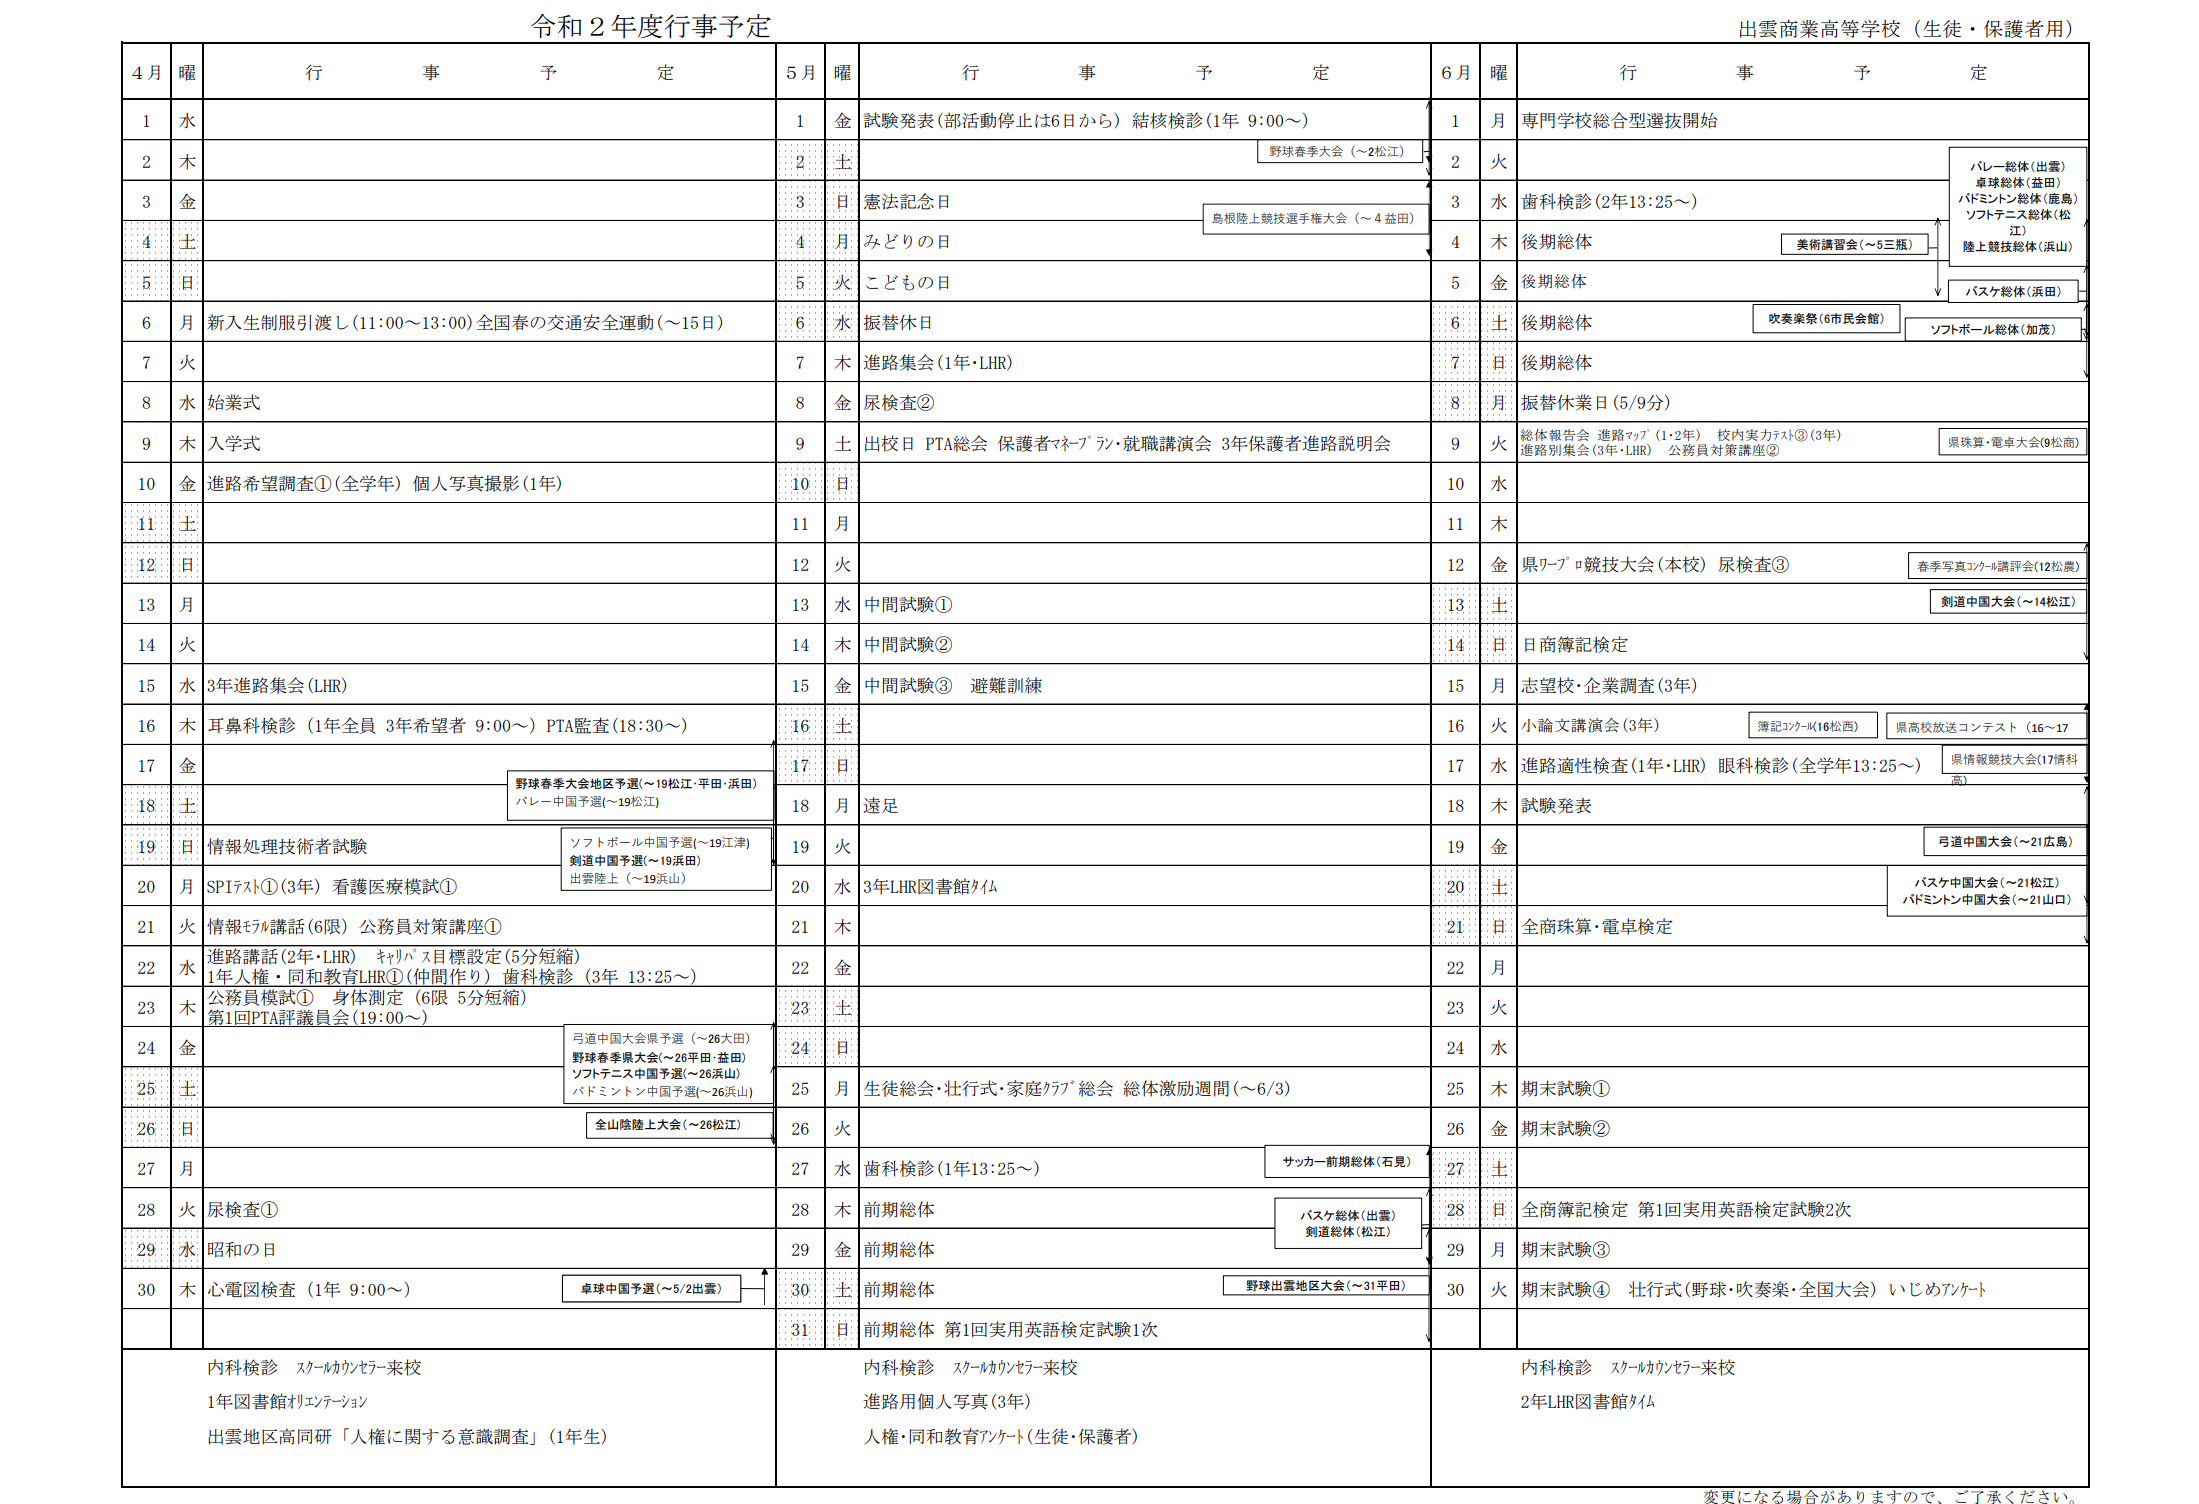 令和２年度行事予定
出雲商業高等学校（生徒・保護者用）
４月 曜 行 事 予 定
1 水
2 木
3 金
4 土
5 日
6 月 新入生制服引渡し(11:00～13:00)全国春の交通安全運動(～15日)
7 火
8 水 始業式
9 木 入学式
10 金 進路希望調査①(全学年) 個人写真撮影(1年)
11 土
12 日
13 月
14 火
15 水 3年進路集会(LHR)
16 木 耳鼻科検診 (1年全員 3年希望者 9:00～) PTA監査(18:30～)
17 金
野球春季大会地区予選(～19松江･平田･浜田)
バレー中国予選(～19松江)
18 土
19 日 情報処理技術者試験
ソフトボール中国予選(～19江津)
剣道中国予選(～19浜田)
出雲陸上（～19浜山）
20 月 SPIﾃｽﾄ①(3年) 看護医療模試①
21 火 情報ﾓﾗﾙ講話(6限) 公務員対策講座①
22 水 進路講話(2年･LHR)　ｷｬﾘﾊﾟｽ目標設定(5分短縮)
1年人権・同和教育LHR①(仲間作り) 歯科検診 (3年 13:25～)
23 木 公務員模試①　身体測定 (6限 5分短縮)
第1回PTA評議員会(19:00～)
24 金
弓道中国大会県予選（～26大田）
野球春季県大会(～26平田･益田)
ソフトテニス中国予選(～26浜山)
バドミントン中国予選(～26浜山)
25 土
26 日
全山陰陸上大会(～26松江)
27 月
28 火 尿検査①
29 水 昭和の日
30 木 心電図検査 (1年 9:00～)
卓球中国予選(～5/2出雲)
内科検診　ｽｸｰﾙｶｳﾝｾﾗｰ来校
1年図書館ｵﾘｴﾝﾃｰｼｮﾝ
出雲地区高同研「人権に関する意識調査」(1年生)
５月 曜 行 事 予 定
1 金 試験発表(部活動停止は6日から) 結核検診(1年 9:00～)
2 土
野球春季大会（～2松江）
3 日 憲法記念日
島根陸上競技選手権大会（～４益田）
4 月 みどりの日
5 火 こどもの日
6 水 振替休日
7 木 進路集会(1年･LHR)
8 金 尿検査②
9 土 出校日 PTA総会 保護者ﾏﾈｰﾌﾟﾗﾝ･就職講演会 3年保護者進路説明会
10 日
11 月
12 火
13 水 中間試験①
14 木 中間試験②
15 金 中間試験③　避難訓練
16 土
17 日
18 月 遠足
19 火
20 水 3年LHR図書館ﾀｲﾑ
21 木
22 金
23 土
24 日
25 月 生徒総会･壮行式･家庭ｸﾗﾌﾞ総会 総体激励週間(～6/3)
26 火
27 水 歯科検診(1年13:25～)
サッカー前期総体(石見)
28 木 前期総体
バスケ総体(出雲)
剣道総体(松江)
29 金 前期総体
30 土 前期総体
野球出雲地区大会(～31平田)
31 日 前期総体 第1回実用英語検定試験1次
内科検診　ｽｸｰﾙｶｳﾝｾﾗｰ来校
進路用個人写真(3年)
人権･同和教育ｱﾝｹｰﾄ(生徒･保護者)
６月 曜 行 事 予 定
1 月 専門学校総合型選抜開始
2 火
バレー総体(出雲)
卓球総体(益田)
バドミントン総体(鹿島)
ソフトテニス総体(松
江)
陸上競技総体(浜山)
3 水 歯科検診(2年13:25～)
4 木 後期総体
美術講習会(～5三瓶)
5 金 後期総体
バスケ総体(浜田)
6 土 後期総体
吹奏楽祭(6市民会館)
ソフトボール総体(加茂)
7 日 後期総体
8 月 振替休業日(5/9分)
9 火 総体報告会 進路ﾏｯﾌﾟ(1･2年)　校内実力ﾃｽﾄ③(3年)
進路別集会(3年･LHR)　公務員対策講座②
県珠算･電卓大会(9松商)
10 水
11 木
12 金 県ﾜｰﾌﾟﾛ競技大会(本校) 尿検査③
春季写真ｺﾝｸｰﾙ講評会(12松農)
13 土
剣道中国大会(～14松江)
14 日 日商簿記検定
15 月 志望校･企業調査(3年)
16 火 小論文講演会(3年)
簿記ｺﾝｸｰﾙ(16松西)
県高校放送コンテスト（16～17
17 水 進路適性検査(1年･LHR) 眼科検診(全学年13:25～)
県情報競技大会(17情科
高)
18 木 試験発表
19 金
弓道中国大会(～21広島)
20 土
バスケ中国大会(～21松江)
バドミントン中国大会(～21山口)
21 日 全商珠算･電卓検定
22 月
23 火
24 水
25 木 期末試験①
26 金 期末試験②
27 土
28 日 全商簿記検定 第1回実用英語検定試験2次
29 月 期末試験③
30 火 期末試験④　壮行式(野球･吹奏楽･全国大会) いじめｱﾝｹｰﾄ
内科検診　ｽｸｰﾙｶｳﾝｾﾗｰ来校
2年LHR図書館ﾀｲﾑ
変更になる場合がありますので、ご了承ください。